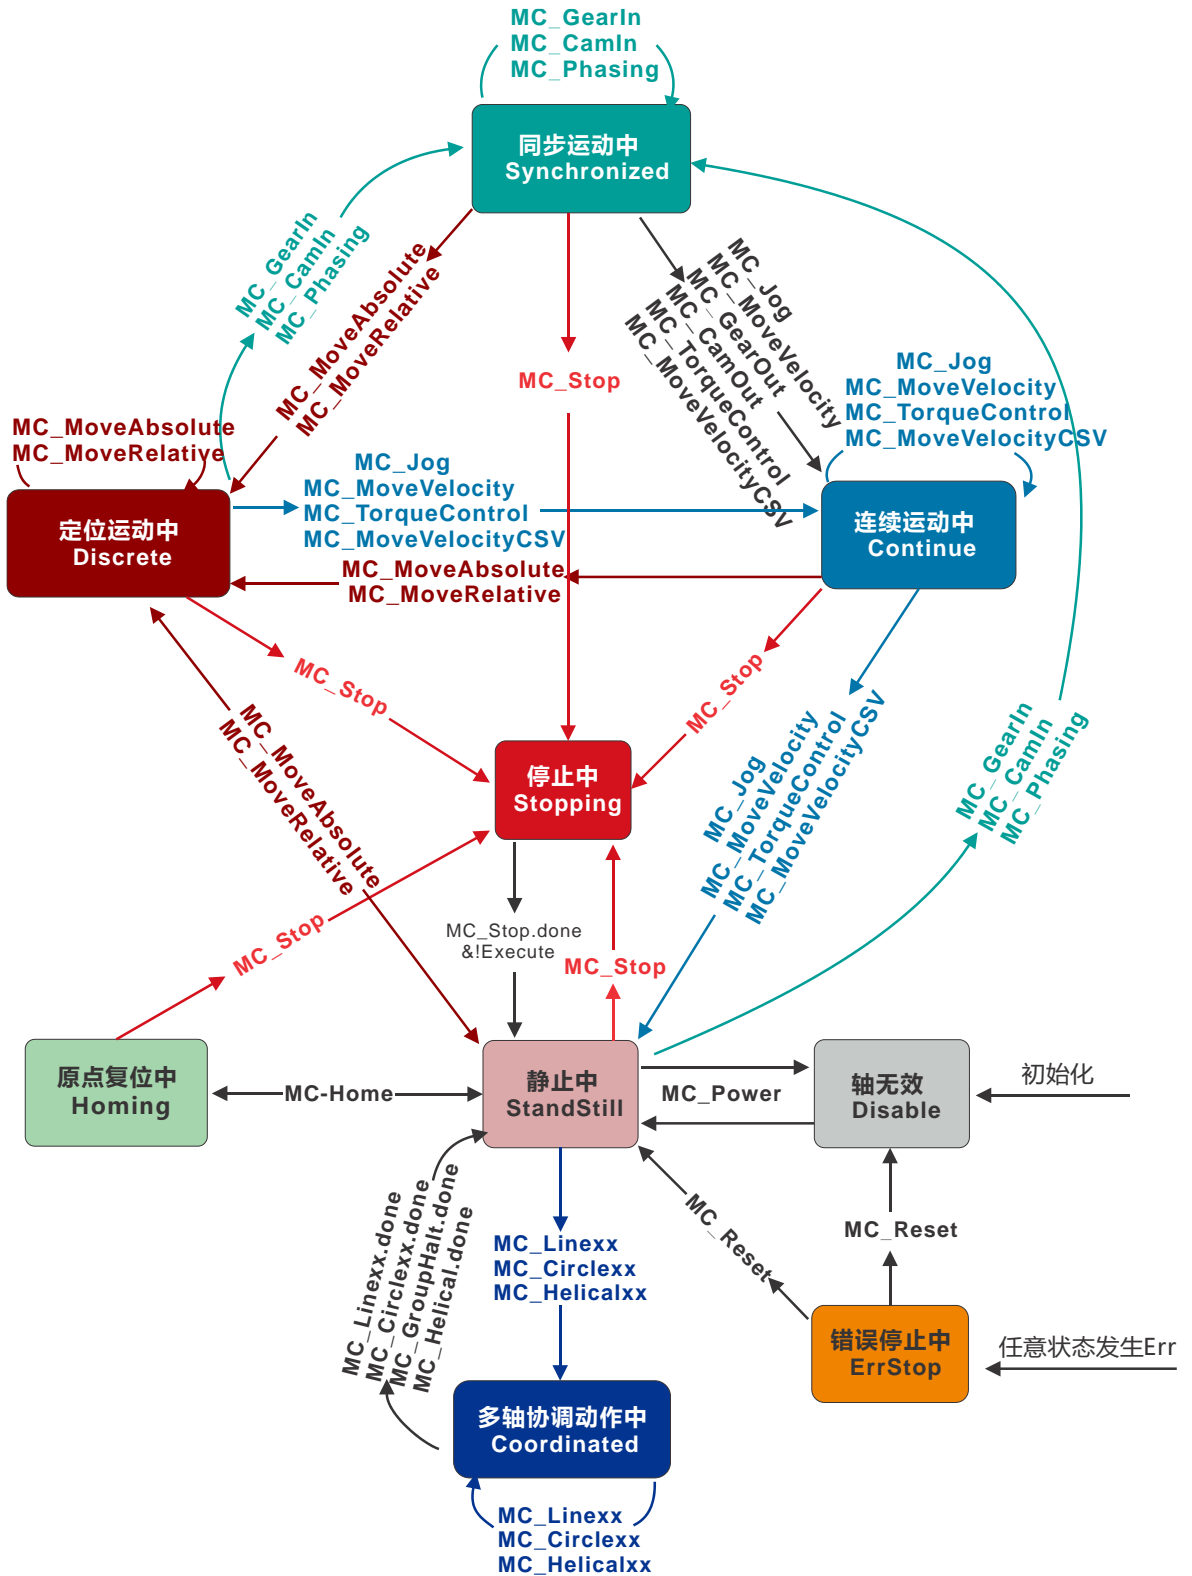 MC_GearIn
MC_CamIn
MC_Phasing
同步运动中
Synchronized
MC_GearIn
MC_CamIn
MC_Phasing
MC_MoveAbsolute
MC_MoveRelative
MC_Stop
MC_Jog
MC_MoveVelocity
MC_GearOut
MC_CamOut
MC_TorqueControl
MC_MoveVelocityCSV
MC_Jog
MC_MoveVelocity
MC_TorqueControl
MC_MoveVelocityCSV
MC_MoveAbsolute
MC_MoveRelative
定位运动中
Discrete
MC_Jog
MC_MoveVelocity
MC_TorqueControl
MC_MoveVelocityCSV
连续运动中
Continue
MC_MoveAbsolute
MC_MoveRelative
MC_Stop
MC_Stop
MC_MoveAbsolute
MC_MoveRelative
停止中
Stopping
MC_Jog
MC_MoveVelocity
MC_TorqueControl
MC_MoveVelocityCSV
MC_GearIn
MC_CamIn
MC_Phasing
MC_Stop
MC_Stop.done
&!Execute
MC_Stop
原点复位中
Homing
MC-Home
静止中
StandStill
MC_Power
轴无效
Disable
初始化
MC_Linexx.done
MC_Circlexx.done
MC_GroupHalt.done
MC_Helical.done
MC_Linexx
MC_Circlexx
MC_Helicalxx
MC_Reset
MC_Reset
错误停止中
ErrStop
任意状态发生Err
多轴协调动作中
Coordinated
MC_Linexx
MC_Circlexx
MC_Helicalxx